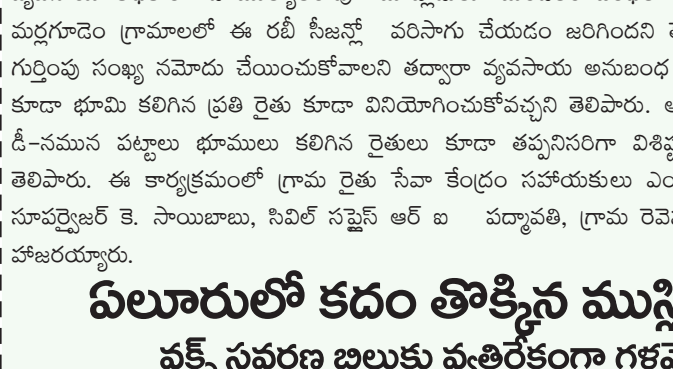 మర్లగూడెం గ్రామాలలో ఈ రబీ సీజన్లో వరిసాగు చేయడం జరిగిందని
గుర్తింపు సంఖ్య నమోదు చేయించుకోవాలని తద్వారా వ్యవసాయ అనుబంధ
కూడా భూమి కలిగిన ప్రతి రైతు కూడా వినియోగించుకోవచ్చని తెలిపారు.
డీ-నమున పట్టాలు భూములు కలిగిన రైతులు కూడా తప్పనిసరిగా
తెలిపారు. ఈ కార్యక్రమంలో గ్రామ రైతు సేవా కేంద్రం సహాయకులు
సూపర్వైజర్ కె. సాయిబాబు, సివిల్ సప్లైస్ ఆర్ ఐ పద్మావతి, గ్రామ
హాజరయ్యారు.
ఏలూరులో కదం తొక్కిన
వక్ఫ్ సవరణ బిల్లుకు వ్యతిరేకంగా